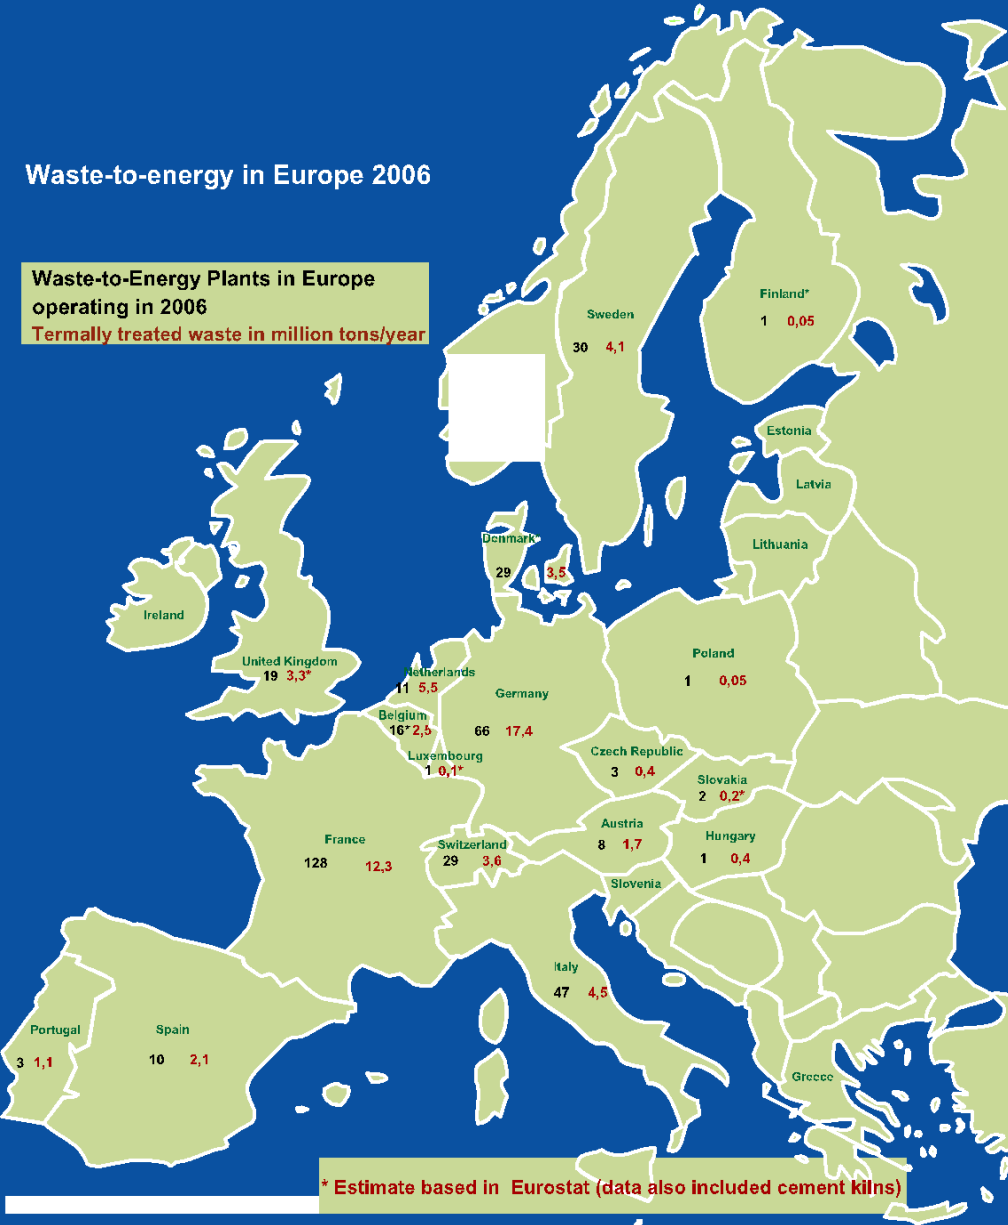 Waste-to-energy in Europe 2006
Waste-to-Energy Plants in Europe
operating in 2006
Termally treated waste in million tons/year
Finland*
1 0,05
Sweden
30 4,1
Estonia
Latvia
Lithuania
Denmark*
29 3,5
Ireland
United Kingdom
19 3,3*
Netherlands
11 5,5
Belgium
16* 2,5
Luxembourg
1 0,1*
Germany
66 17,4
Poland
1 0,05
Czech Republic
3 0,4
Slovakia
2 0,2*
Austria
8 1,7
Hungary
1 0,4
France
128 12,3
Switzerland
29 3,6
Slovenia
Italy
47 4,5
Portugal
3 1,1
Spain
10 2,1
Greece
* Estimate based in Eurostat (data also included cement kilns)